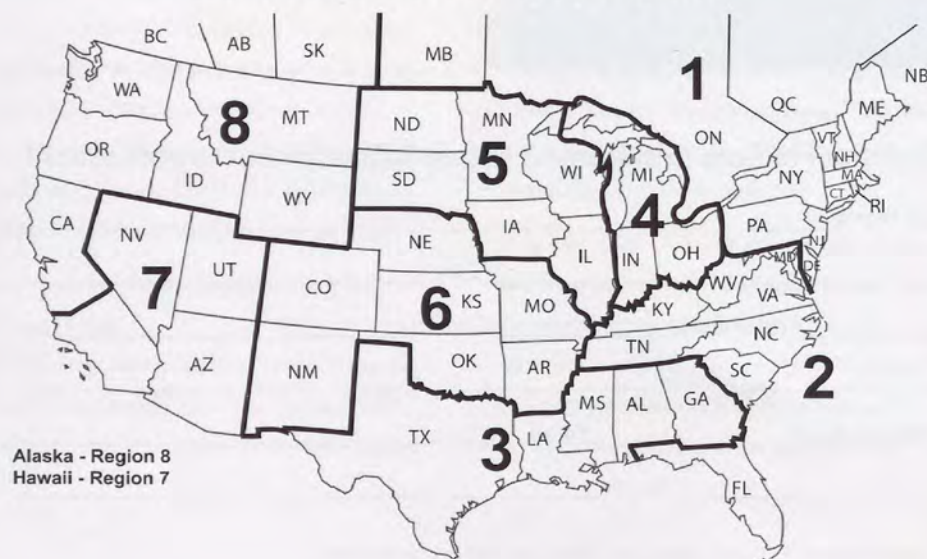 BC
AB
SK
MB
1
NB
WA
MT
ND
MN
ON
QC
ME
8
VT
NH
OR
5
WI
MI
NY
MA
ID
SD
CT
RI
WY
4
PA
CA
NV
IA
NJ
NE
IL
IN
OH
MD
DE
UT
7
CO
6
KS
MO
KY
WV
VA
NC
TN
AZ
NM
OK
AR
SC
2
MS
AL
GA
TX
3
LA
Alaska - Region 8
Hawaii - Region 7
FL